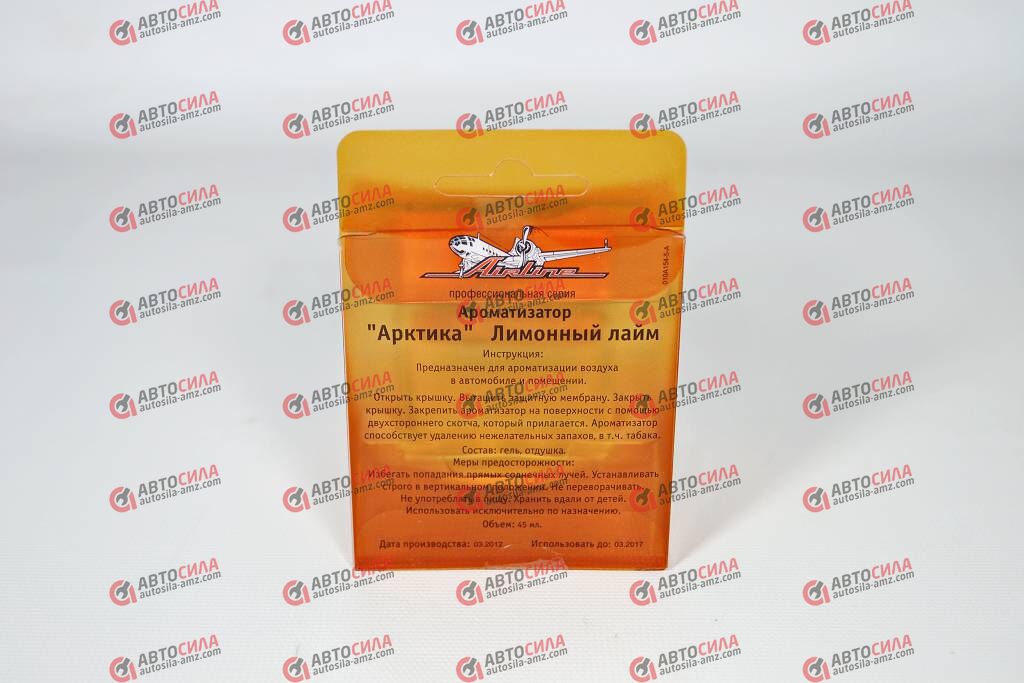 Airline
профессиональная серия
Ароматизатор
"Арктика" Лимонный лайм
Инструкция:
Предназначен для ароматизации воздуха
в автомобиле и помещении.
Открыть крышку. Вытащить защитную мембрану. Закрыть
крышку. Закрепить ароматизатор на поверхности с помощью
двухстороннего скотча, который прилагается. Ароматизатор
способствует удалению нежелательных запахов, в т.ч. табака.
Состав: гель, отдушка.
Меры предосторожности:
Избегать попадания прямых солнечных лучей. Устанавливать
строго в вертикальном положении. Не переворачивать.
Не употреблять в пищу. Хранить вдали от детей.
Использовать исключительно по назначению.
Объем: 45 мл.
Дата производства: 03.2012 Использовать до: 03.2017
010A154-5-A
АВТОСИЛА
autosila-amz.com